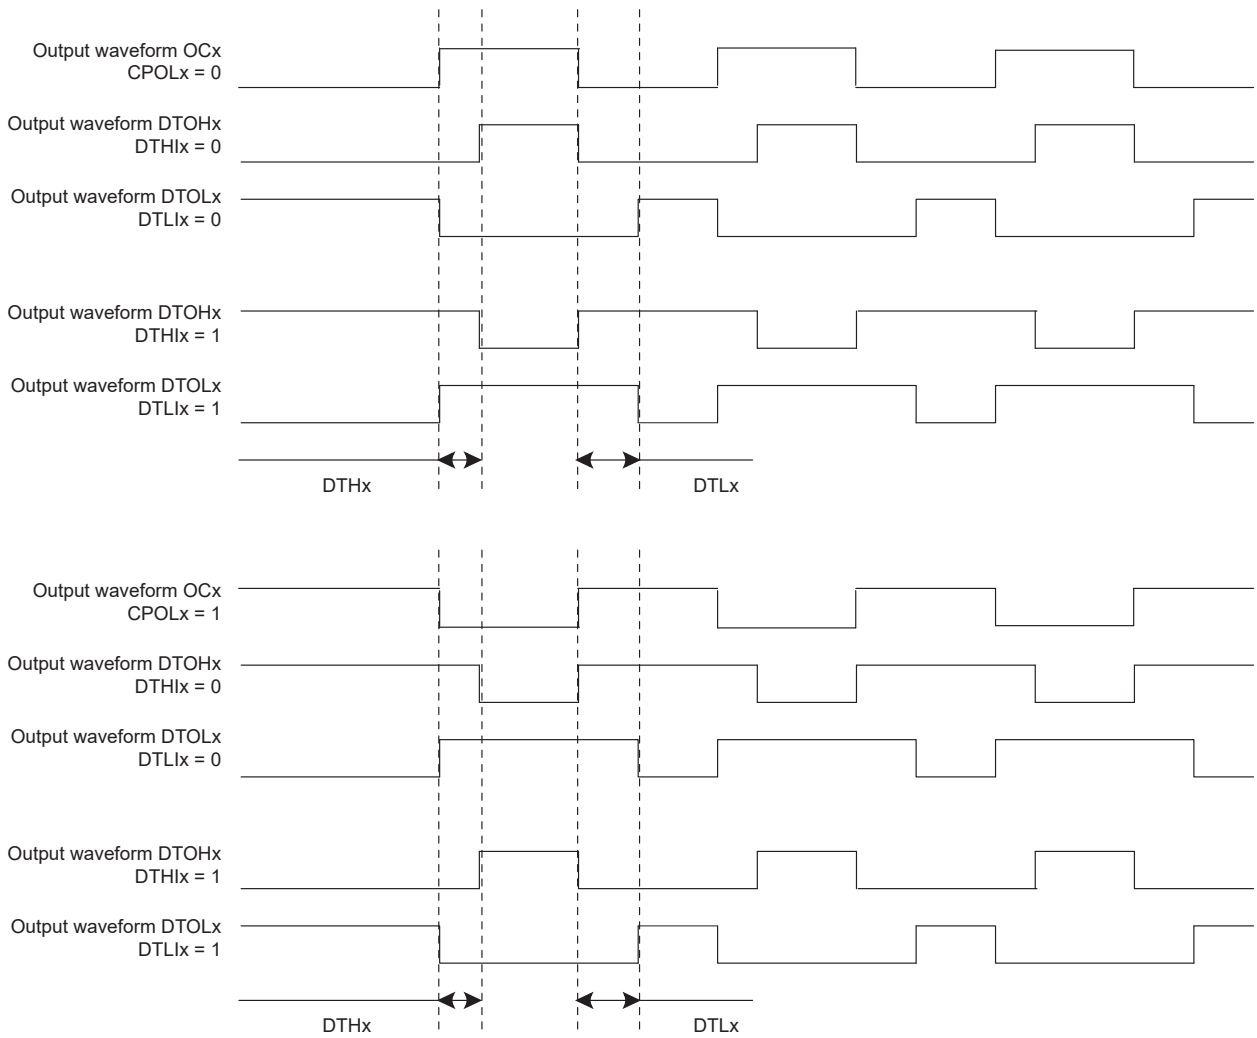 Output waveform OCx
CPOLx = 0
Output waveform DTOHx
DTHIx = 0
Output waveform DTOLx
DTLIx = 0
Output waveform DTOHx
DTHIx = 1
Output waveform DTOLx
DTLIx = 1
DTHx
DTLx
Output waveform OCx
CPOLx = 1
Output waveform DTOHx
DTHIx = 0
Output waveform DTOLx
DTLIx = 0
Output waveform DTOHx
DTHIx = 1
Output waveform DTOLx
DTLIx = 1
DTHx
DTLx